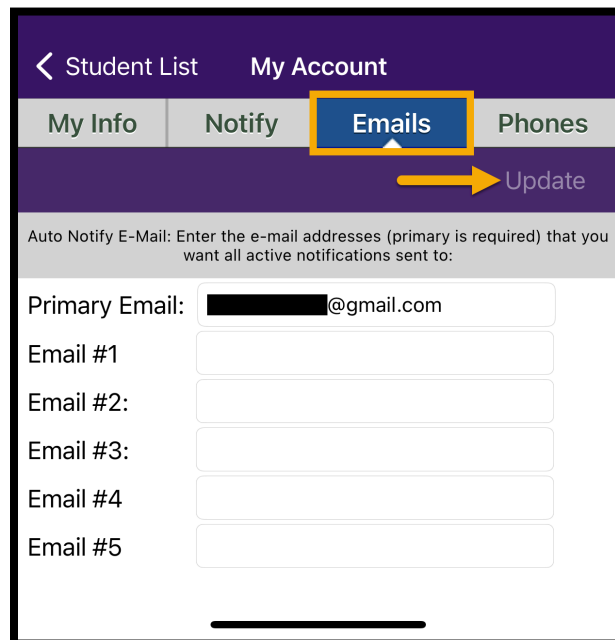 Student List My Account
My Info Notify Emails Phones
Update
Auto Notify E-Mail: Enter the e-mail addresses (primary is required) that you
want all active notifications sent to:
Primary Email: @gmail.com
Email #1
Email #2:
Email #3:
Email #4
Email #5